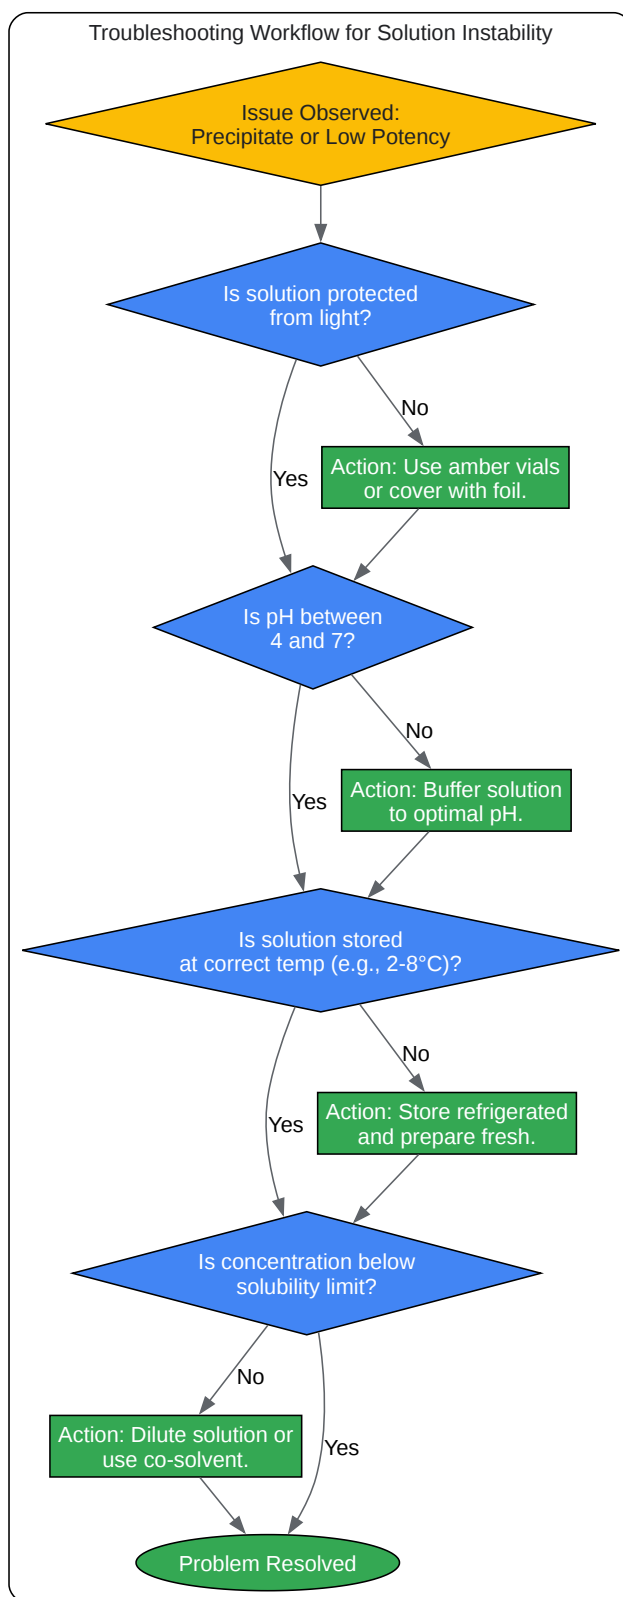 Troubleshooting Workflow for Solution Instability
Issue Observed:
Precipitate or Low Potency
Is solution protected
from light?
No
Yes
Action: Use amber vials
or cover with foil.
Is pH between
4 and 7?
No
Yes
Action: Buffer solution
to optimal pH.
Is solution stored
at correct temp (e.g., 2-8°C)?
No
Yes
Action: Store refrigerated
and prepare fresh.
Is concentration below
solubility limit?
No
Yes
Action: Dilute solution or
use co-solvent.
Problem Resolved